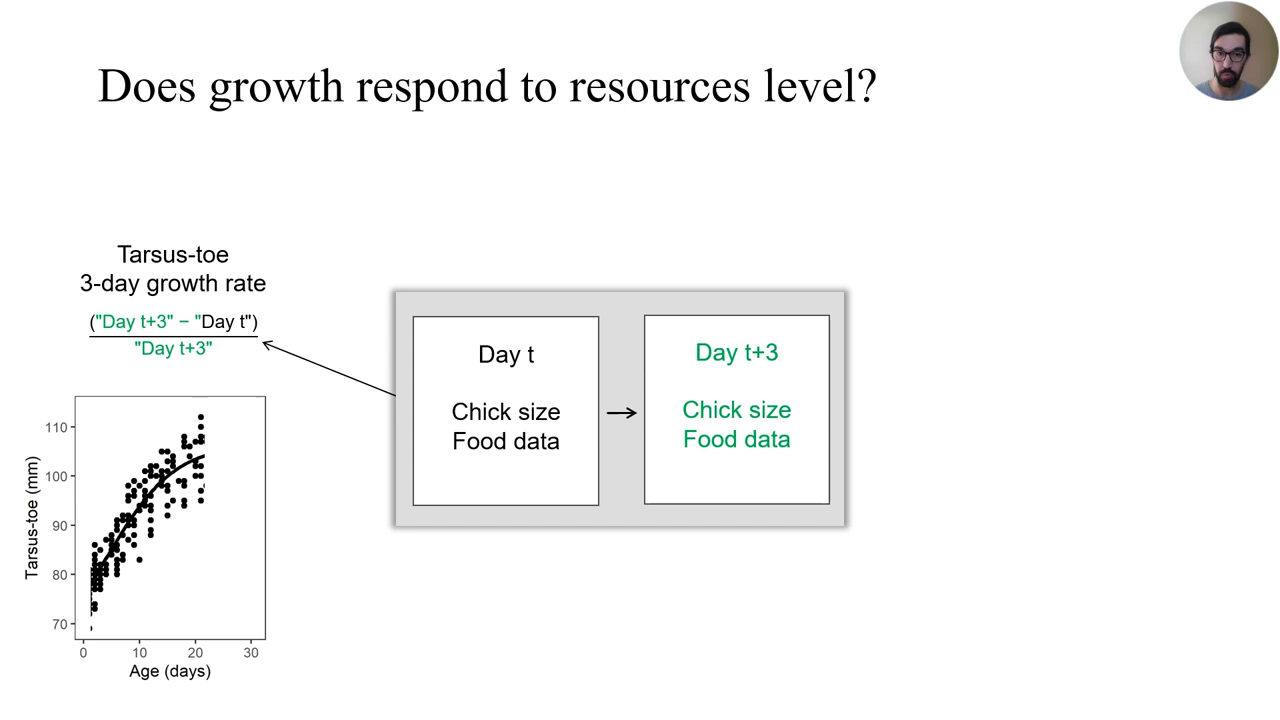 Does growth respond to resources level?
Tarsus-toe
3-day growth rate
("Day t+3" − "Day t")
"Day t+3"
Day t
Chick size
Food data
Day t+3
Chick size
Food data
110
100
90
80
70
Tarsus-toe (mm)
0 10 20 30
Age (days)